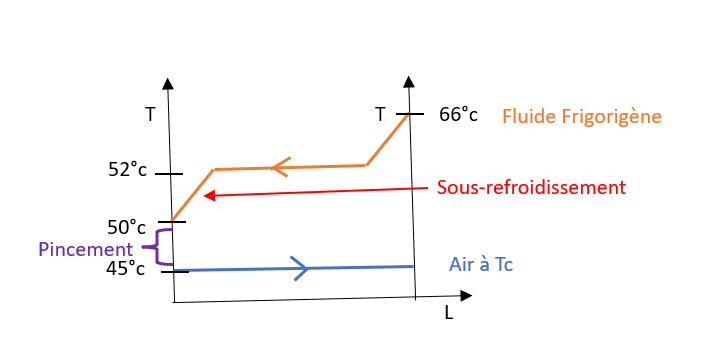 T
T
66°c
Fluide Frigorigène
52°c
Sous-refroidissement
50°c
Pincement
45°c
Air à Tc
L